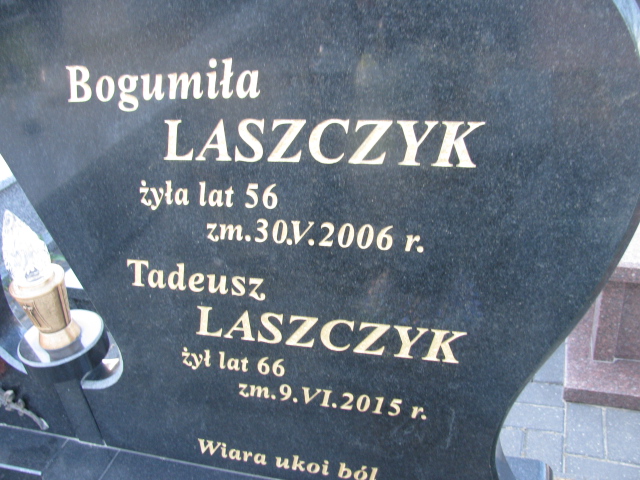 Bogumiła
LASZCZYK
żyła lat 56
zm.30.V.2006 r.
Tadeusz
LASZCZYK
żył lat 66
zm.9.VI.2015 r.
Wiara ukoi ból